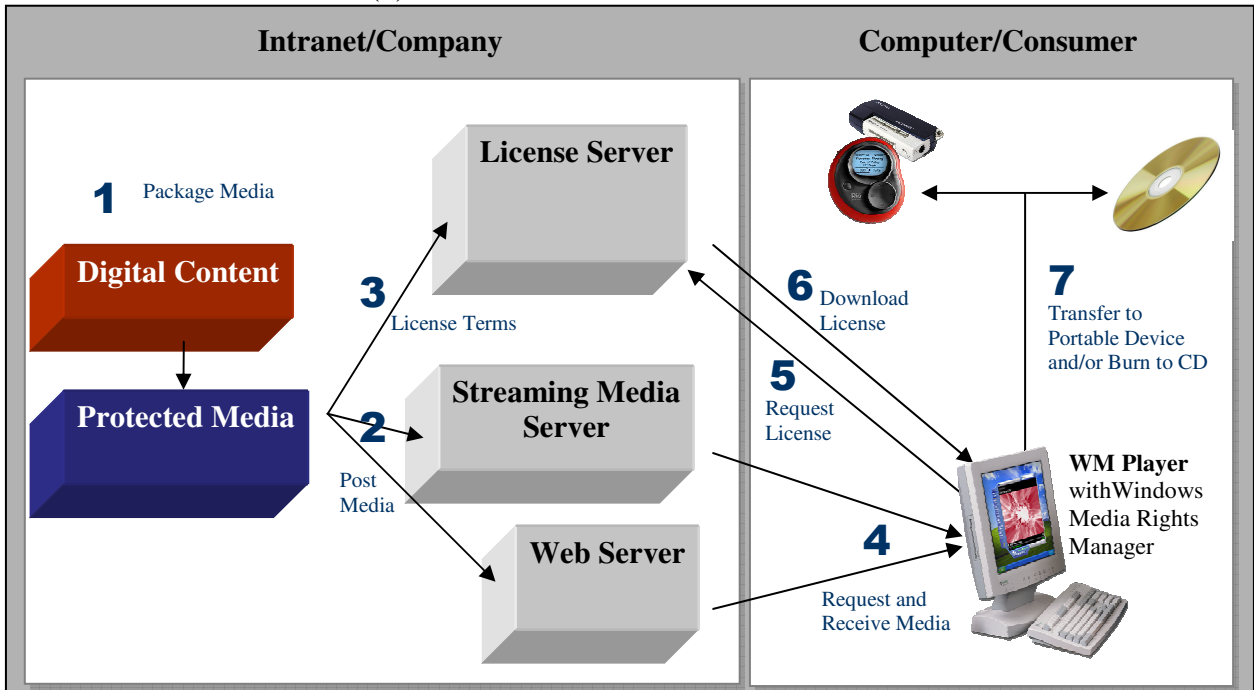 Intranet/Company
Computer/Consumer
1
Package Media
Digital Content
Protected Media
License Server
3
License Terms
2
Post
Media
Streaming Media
Server
Web Server
6
Download
License
5
Request
License
4
Request and
Receive Media
7
Transfer to
Portable Device
and/or Burn to CD
WM Player
withWindows
Media Rights
Manager